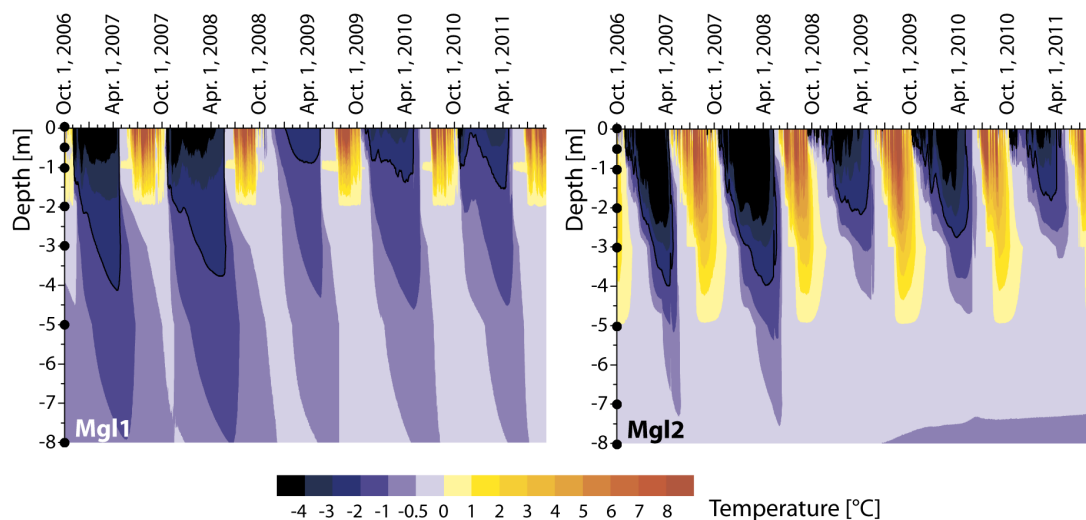 Oct. 1, 2006
Apr. 1, 2007
Oct. 1, 2007
Apr. 1, 2008
Oct. 1, 2008
Apr. 1, 2009
Oct. 1, 2009
Apr. 1, 2010
Oct. 1, 2010
Apr. 1, 2011
Depth [m]
0
-1
-2
-3
-4
-5
-6
-7
-8
Mgl1
Oct. 1, 2006
Apr. 1, 2007
Oct. 1, 2007
Apr. 1, 2008
Oct. 1, 2008
Apr. 1, 2009
Oct. 1, 2009
Apr. 1, 2010
Oct. 1, 2010
Apr. 1, 2011
Depth [m]
0
-1
-2
-3
-4
-5
-6
-7
-8
Mgl2
-4 -3 -2 -1 -0.5 0 1 2 3 4 5 6 7 8 Temperature [°C]